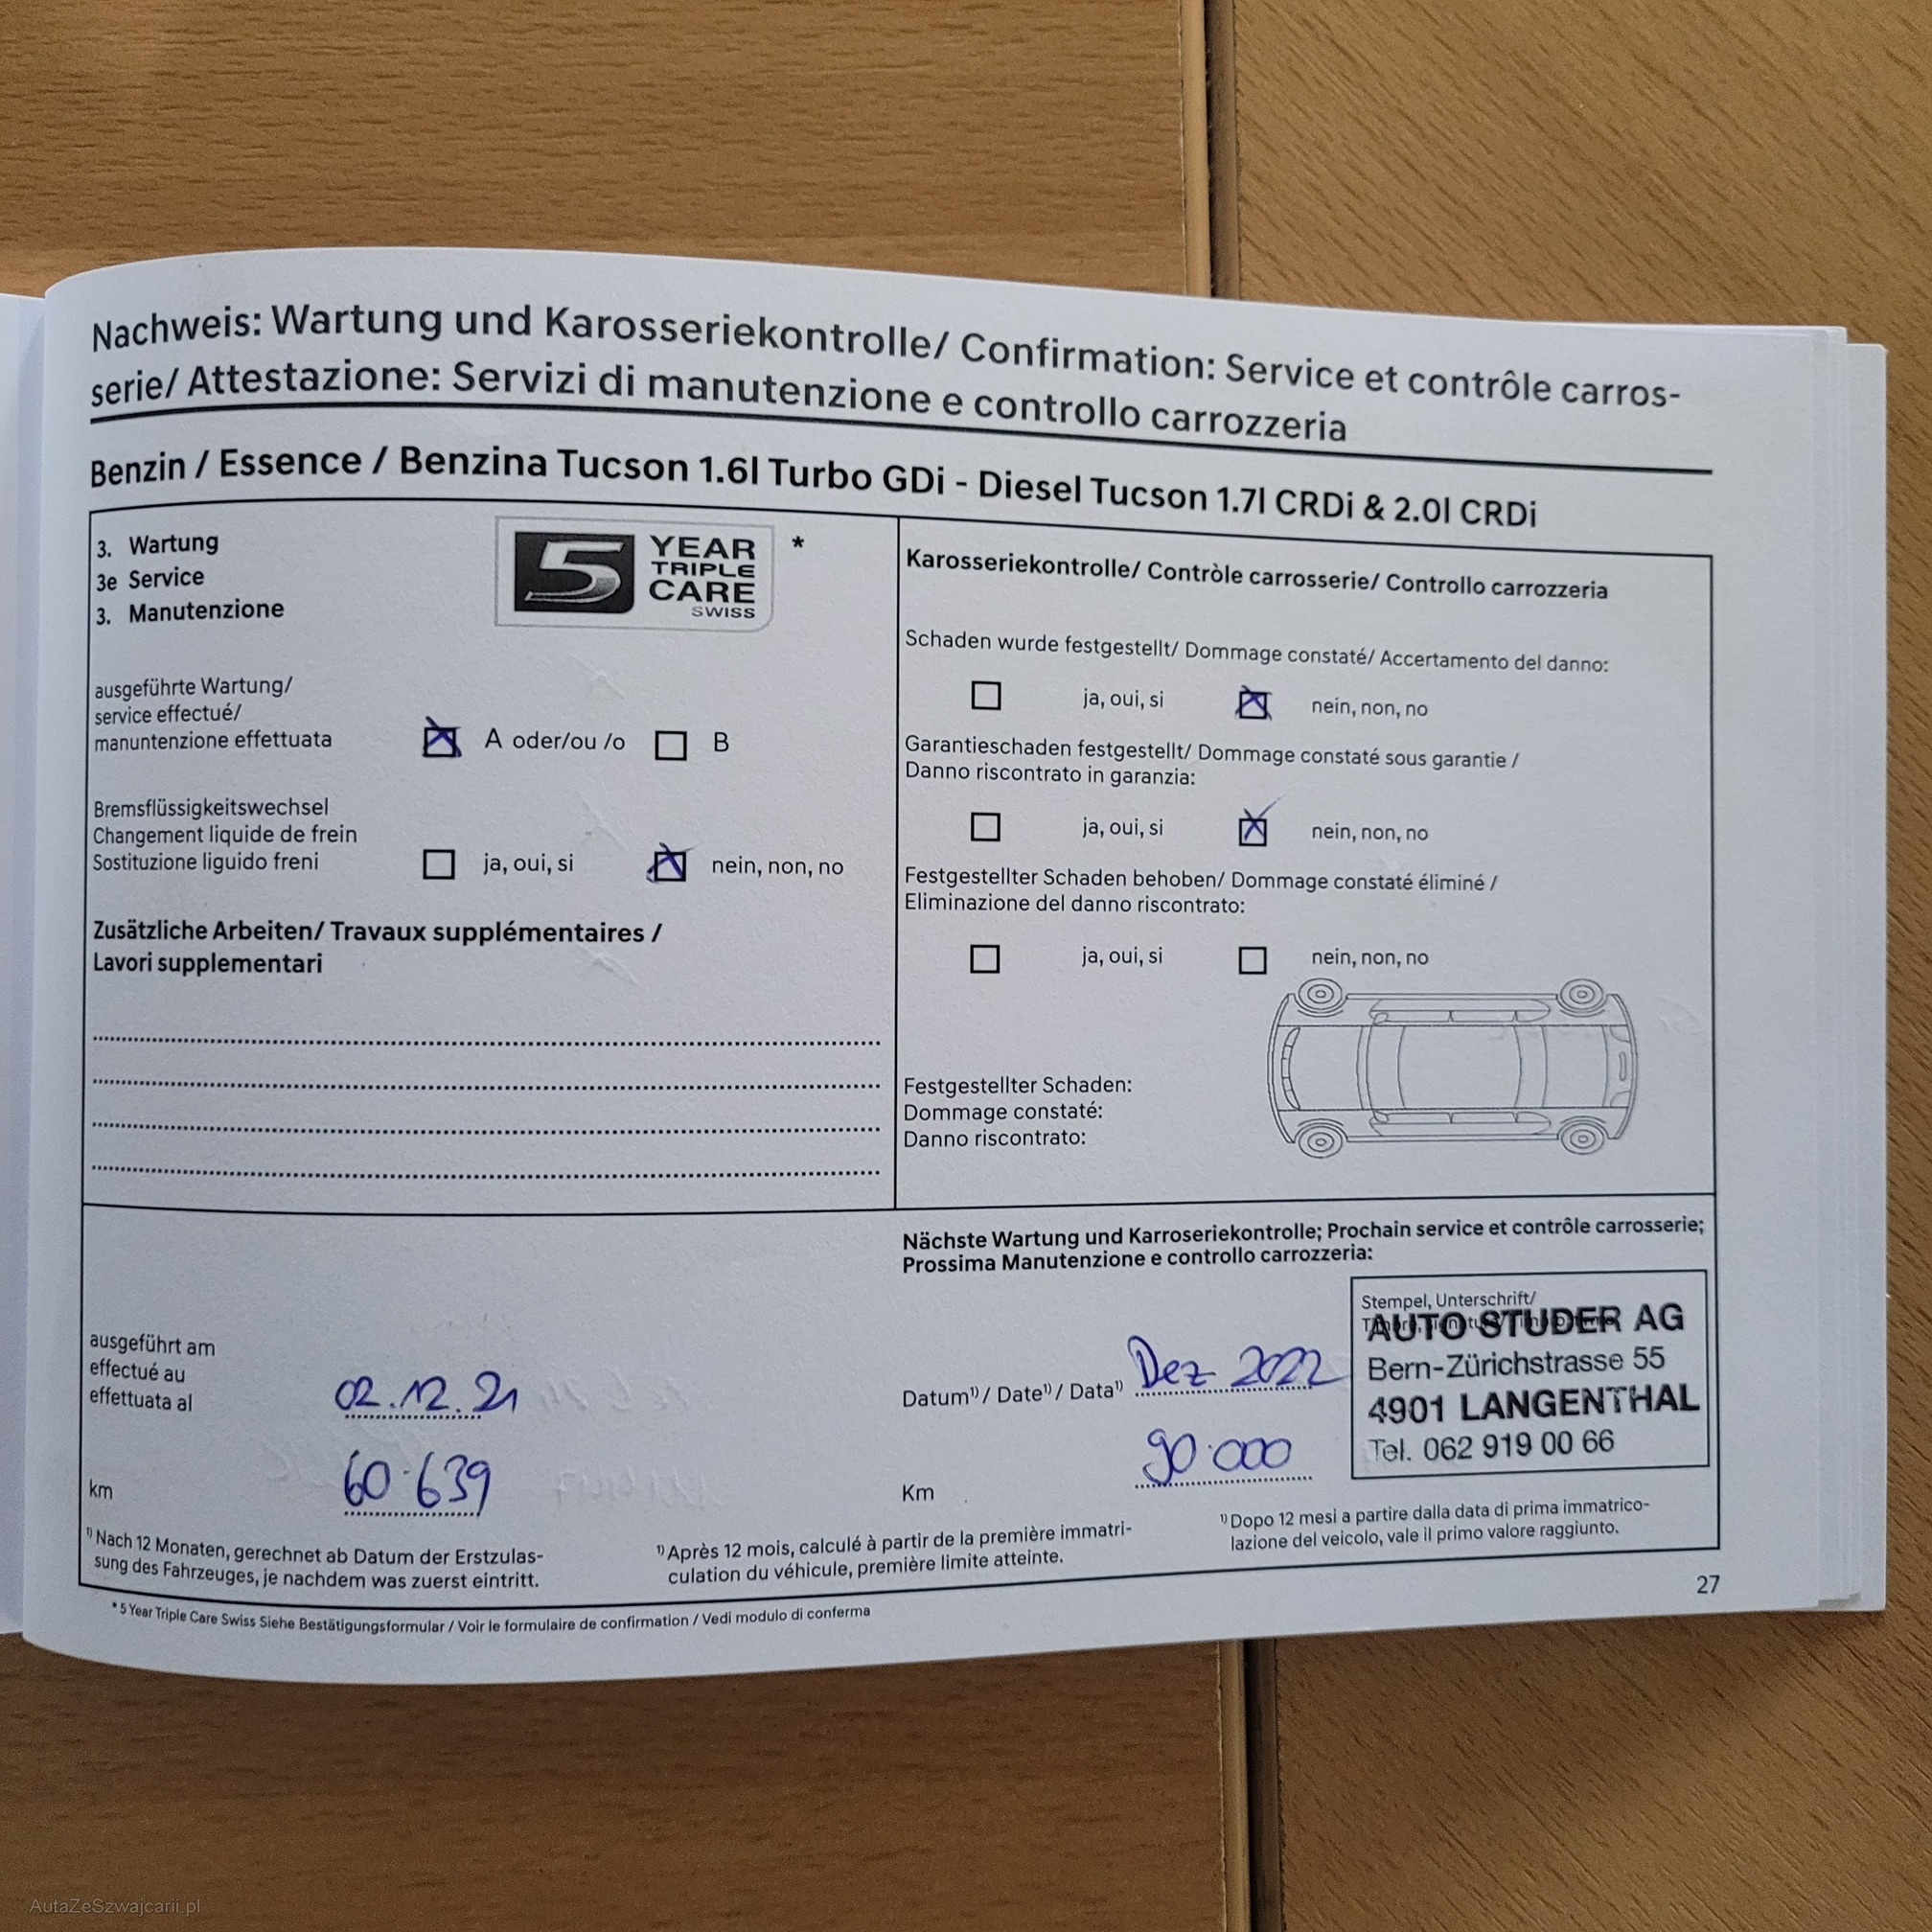 Nachweis: Wartung und Karosseriekontrolle/ Confirmation: Service et contrôle carros-
serie/ Attestazione: Servizi di manutenzione e controllo carrozzeria
Benzin / Essence / Benzina Tucson 1.6l Turbo GDi - Diesel Tucson 1.7l CRDi & 2.0l CRDi
3. Wartung
3e Service
3. Manutenzione
5 YEAR
TRIPLE
CARE
SWISS
*
ausgeführte Wartung/
service effectué/
manuntenzione effettuata
A oder/ou /o
B
Bremsflüssigkeitswechsel
Changement liquide de frein
Sostituzione liguido freni
ja, oui, si
nein, non, no
Zusätzliche Arbeiten/ Travaux supplémentaires /
Lavori supplementari
Karosseriekontrolle/ Contròle carrosserie/ Controllo carrozzeria
Schaden wurde festgestellt/ Dommage constaté/ Accertamento del danno:
ja, oui, si
nein, non, no
Garantieschaden festgestellt/ Dommage constaté sous garantie /
Danno riscontrato in garanzia:
ja, oui, si
nein, non, no
Festgestellter Schaden behoben/ Dommage constaté éliminé /
Eliminazione del danno riscontrato:
ja, oui, si
nein, non, no
Festgestellter Schaden:
Dommage constaté:
Danno riscontrato:
ausgeführt am
effectué au
effettuata al
02.12.21
km
60.639
Nächste Wartung und Karroseriekontrolle; Prochain service et contrôle carrosserie;
Prossima Manutenzione e controllo carrozzeria:
Datum¹⁾ / Date¹⁾ / Data¹⁾
Dez 2022
Km
90.000
Stempel, Unterschrift/
AUTO STUDER AG
Bern-Zürichstrasse 55
4901 LANGENTHAL
Tel. 062 919 00 66
¹⁾ Nach 12 Monaten, gerechnet ab Datum der Erstzulas-
sung des Fahrzeuges, je nachdem was zuerst eintritt.
¹⁾ Après 12 mois, calculé à partir de la première immatri-
culation du véhicule, première limite atteinte.
¹⁾ Dopo 12 mesi a partire dalla data di prima immatrico-
lazione del veicolo, vale il primo valore raggiunto.
27
* 5 Year Triple Care Swiss Siehe Bestätigungsformular / Voir le formulaire de confirmation / Vedi modulo di conferma
AutaZeSzwajcarii.pl